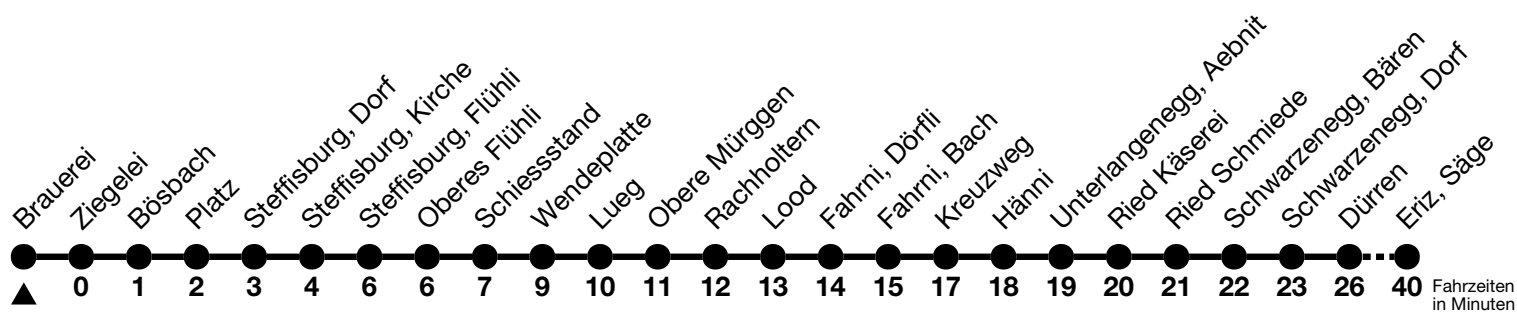 Brauerei
Ziegelei
Bösbach
Platz
Steffisburg, Dorf
Steffisburg, Kirche
Steffisburg, Flühli
Oberes Flühli
Schiessstand
Wendeplatte
Lueg
Obere Mürggen
Rachholtern
Lood
Fahrni, Dörfli
Fahrni, Bach
Kreuzweg
Hänni
Unterlangenegg, Aebnit
Ried Käserei
Ried Schmiede
Schwarzenegg, Bären
Schwarzenegg, Dorf
Dürren
Eriz, Säge
0 1 2 3 4 6 6 7 9 10 11 12 13 14 15 17 18 19 20 21 22 23 26 40
Fahrzeiten
in Minuten